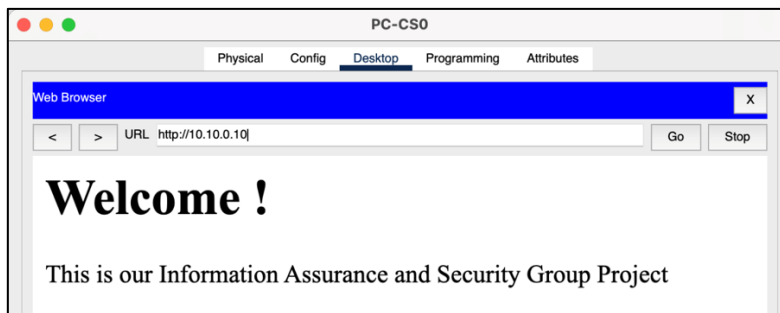 PC-CS0
Physical Config Desktop Programming Attributes
Web Browser X
< > URL http://10.10.0.10 Go Stop
Welcome !
This is our Information Assurance and Security Group Project